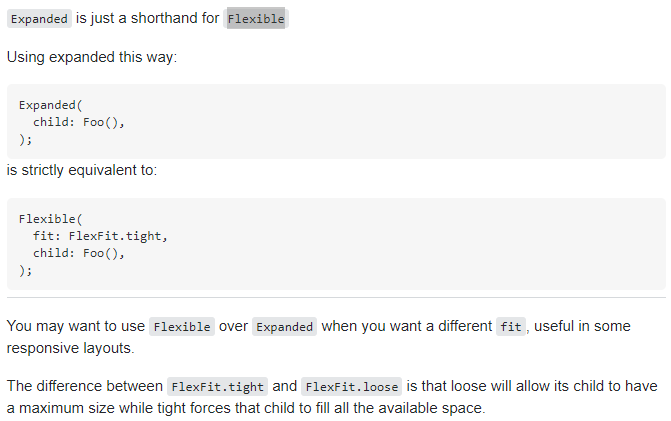 Expanded is just a shorthand for Flexible
Using expanded this way:
Expanded(
  child: Foo(),
);
is strictly equivalent to:
Flexible(
  fit: FlexFit.tight,
  child: Foo(),
);
You may want to use Flexible over Expanded when you want a different fit, useful in some
responsive layouts.
The difference between FlexFit.tight and FlexFit.loose is that loose will allow its child to have
a maximum size while tight forces that child to fill all the available space.